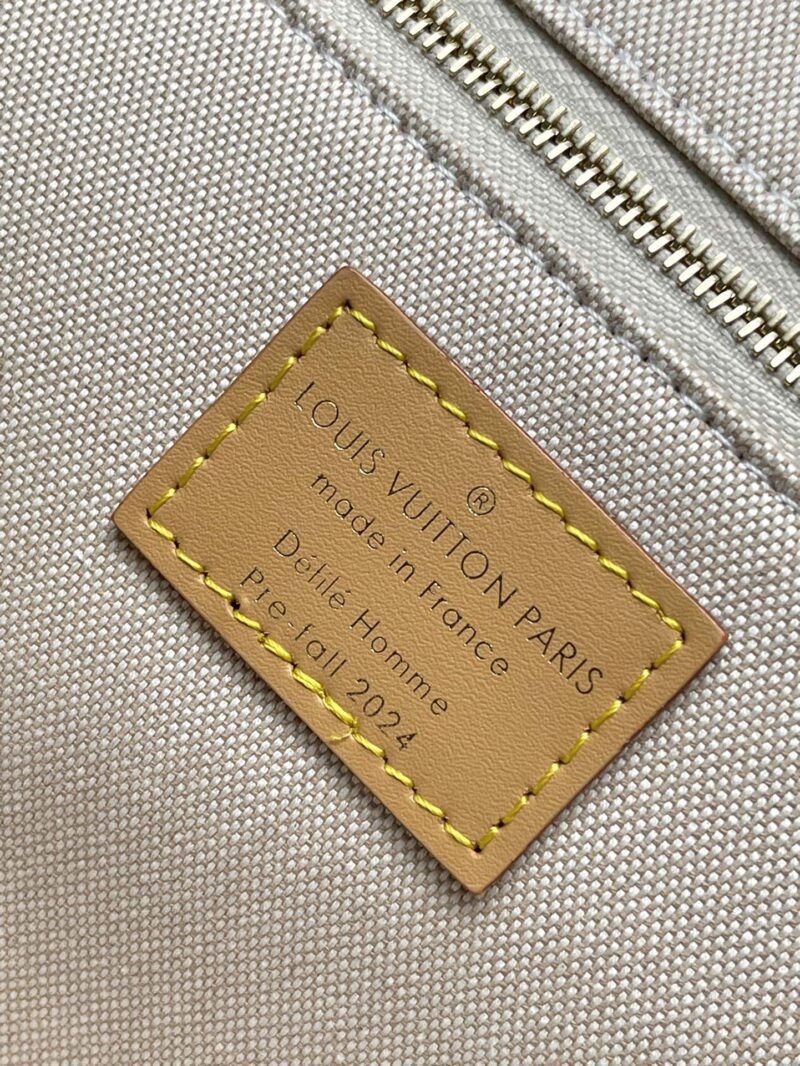 ®
LOUIS VUITTON PARIS
made in France
Défilé Homme
Pre-fall 2024